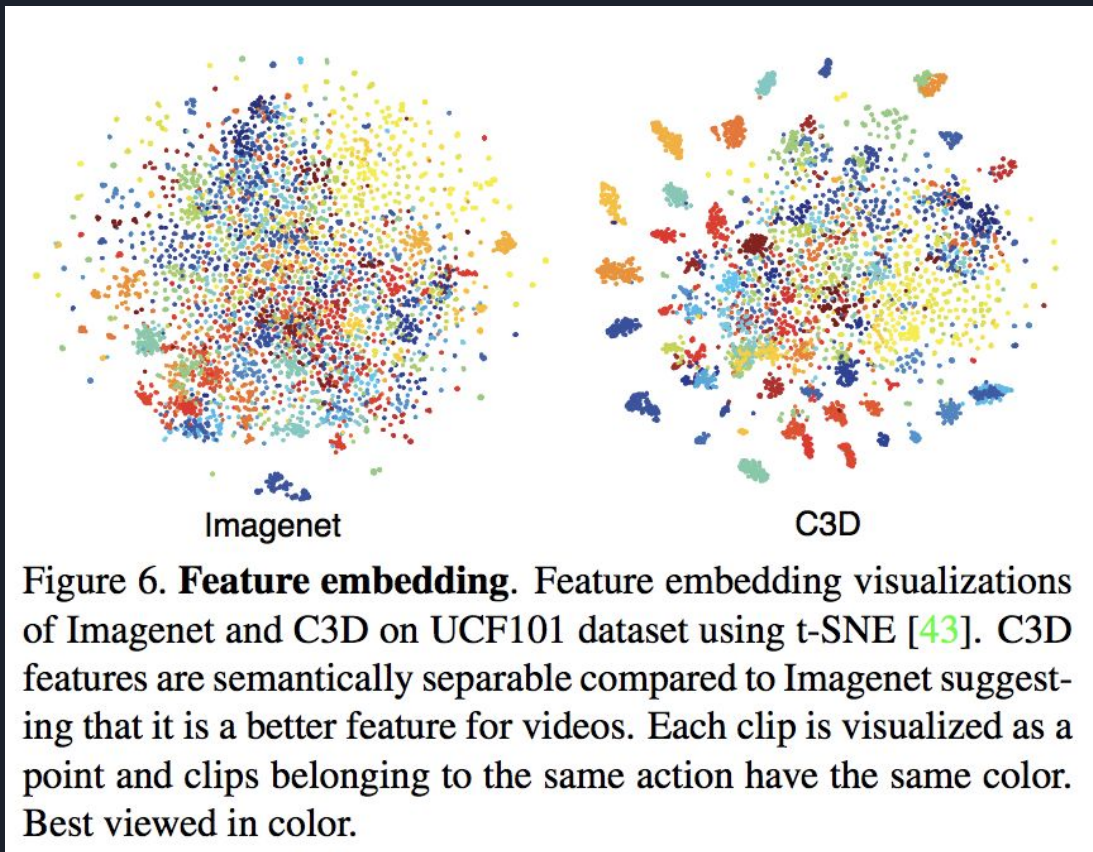 Imagenet
C3D
Figure 6. Feature embedding. Feature embedding visualizations
of Imagenet and C3D on UCF101 dataset using t-SNE [43]. C3D
features are semantically separable compared to Imagenet suggest-
ing that it is a better feature for videos. Each clip is visualized as a
point and clips belonging to the same action have the same color.
Best viewed in color.